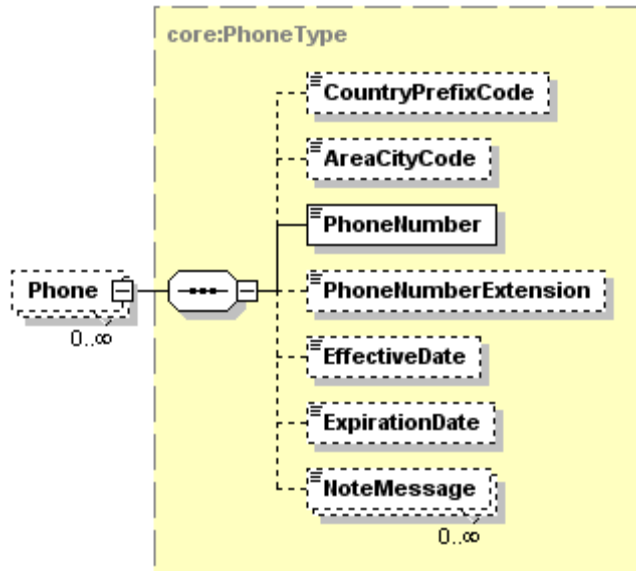 core:PhoneType
CountryPrefixCode
AreaCityCode
PhoneNumber
Phone
0..∞
PhoneNumberExtension
EffectiveDate
ExpirationDate
NoteMessage
0..∞